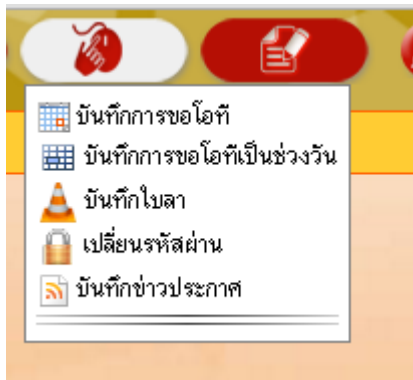 บันทึกการขอโอที
บันทึกการขอโอทีเป็นช่วงวัน
บันทึกใบลา
เปลี่ยนรหัสผ่าน
บันทึกข่าวประกาศ